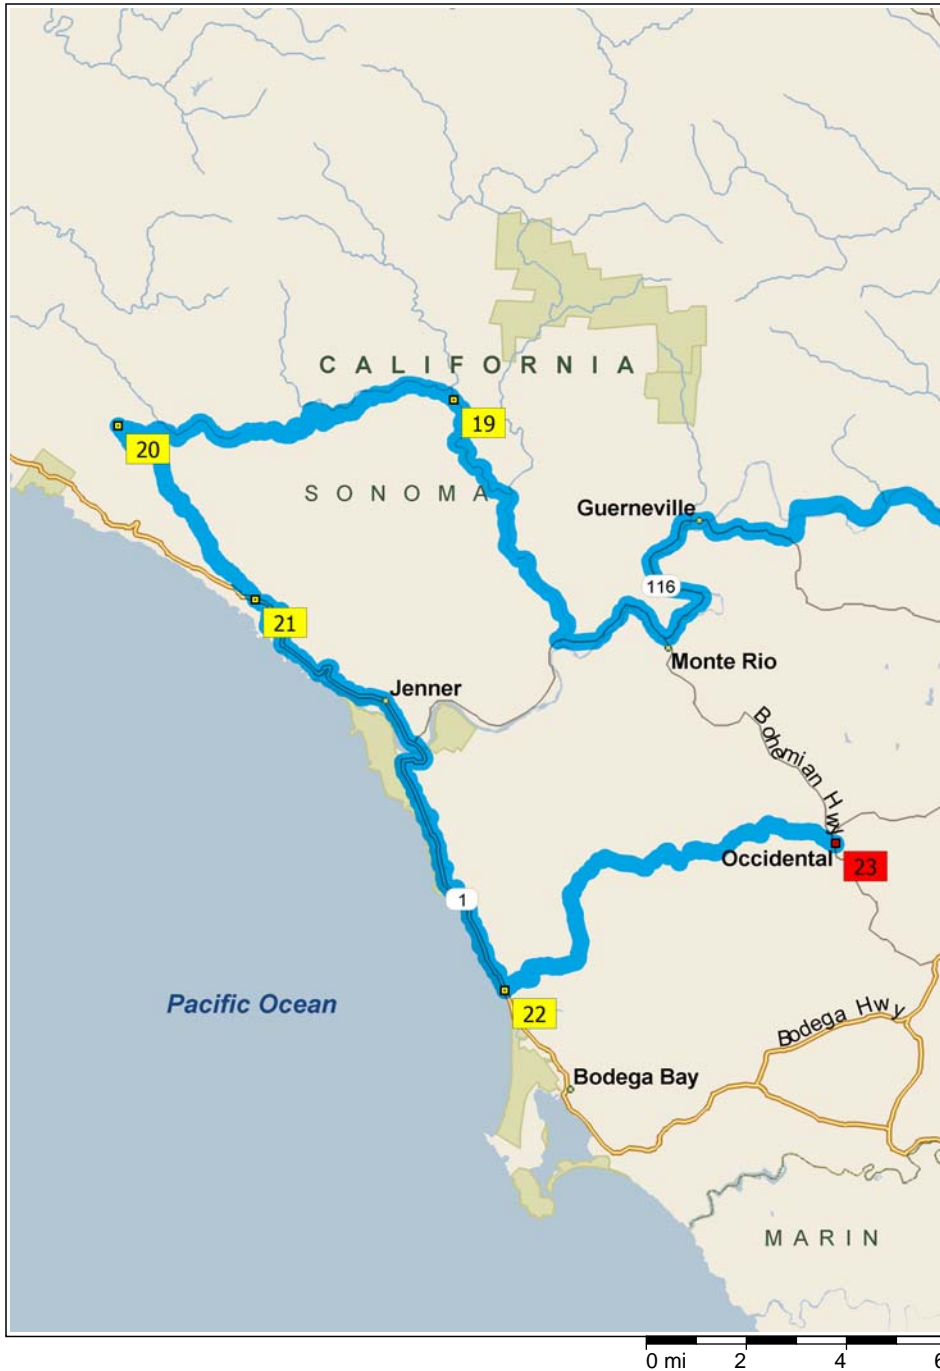 CALIFORNIA
19
20
SONOMA
Guerneville
116
21
Monte Rio
Jenner
Bohemian Hwy
Occidental
23
1
Pacific Ocean
22
Bodega Hwy
Bodega Bay
MARIN
0 mi 2 4 6